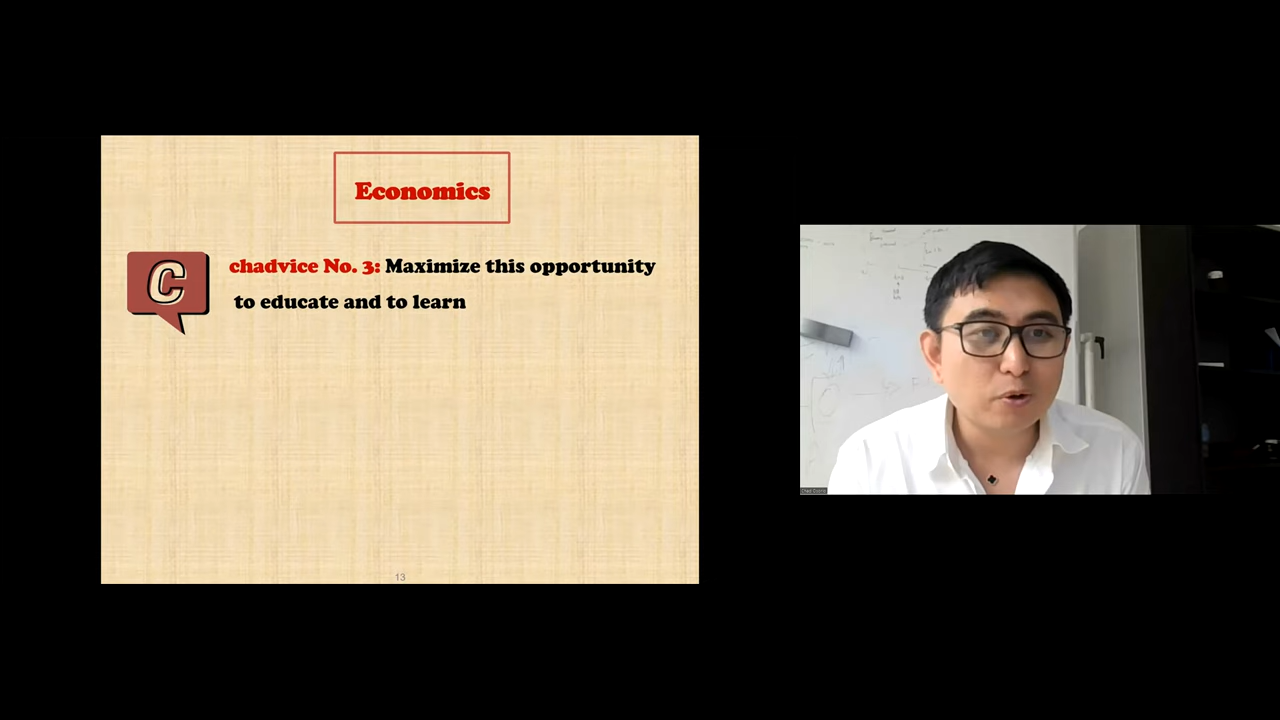 Economics
C
chadvice No. 3: Maximize this opportunity
to educate and to learn
13